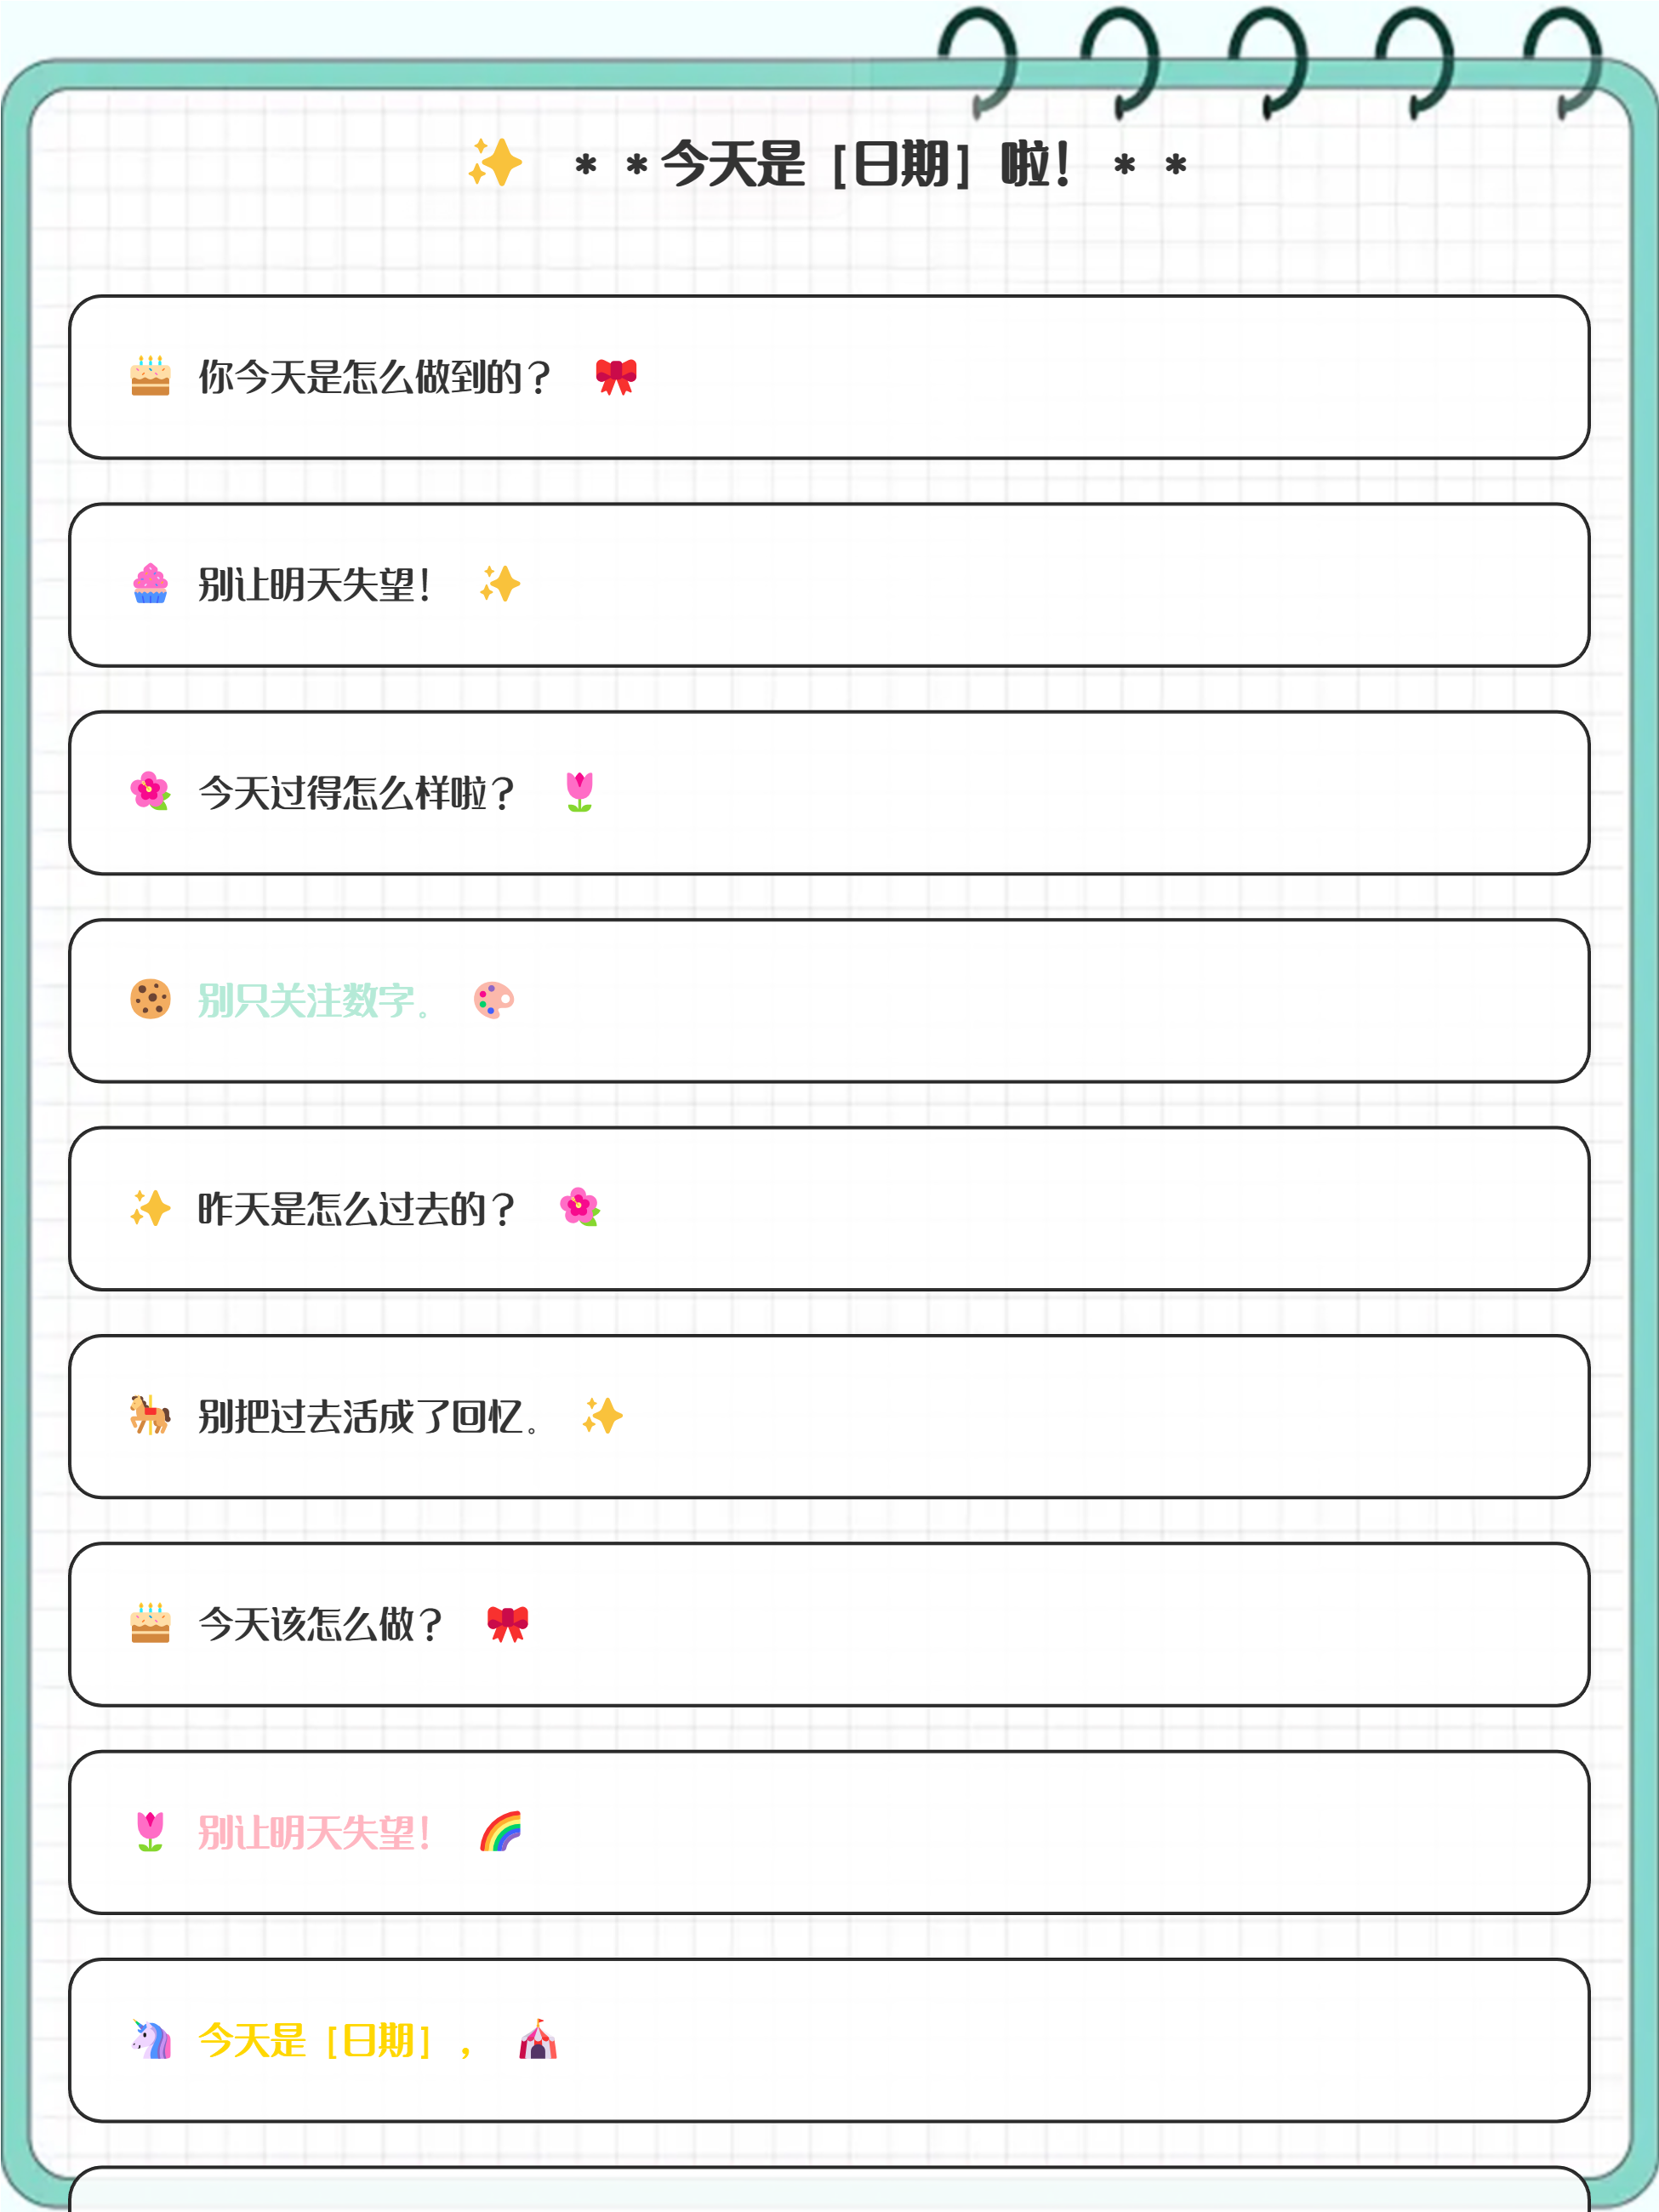 ✨ **今天是[日期]啦！**
🎂 你今天是怎么做到的？ 🎀
🧁 别让明天失望！ ✨
🌺 今天过得怎么样啦？ 🌷
🍪 别只关注数字。 🎨
✨ 昨天是怎么过去的？ 🌺
🎠 别把过去活成了回忆。 ✨
🎂 今天该怎么做？ 🎀
🌷 别让明天失望！ 🌈
🦄 今天是[日期]， 🎪